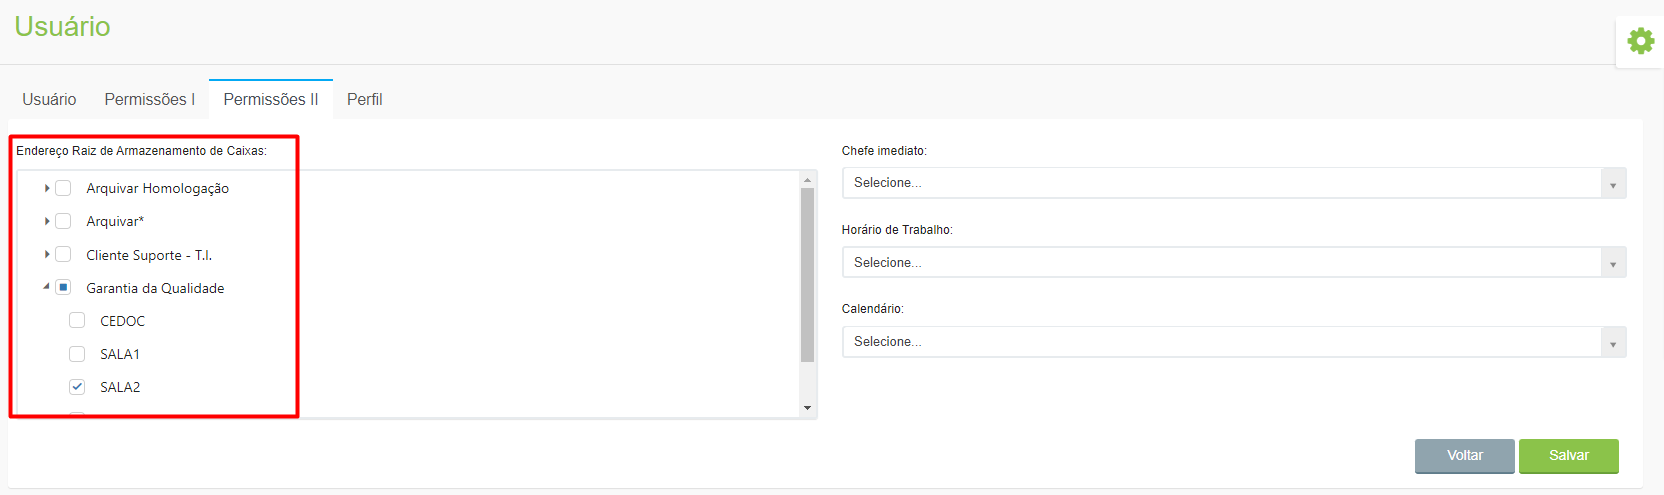 Usuário
Usuário Permissões I Permissões II Perfil
Endereço Raiz de Armazenamento de Caixas:
Arquivar Homologação
Arquivar*
Cliente Suporte - T.I.
Garantia da Qualidade
CEDOC
SALA1
SALA2
Chefe imediato:
Selecione...
Horário de Trabalho:
Selecione...
Calendário:
Selecione...
Voltar Salvar